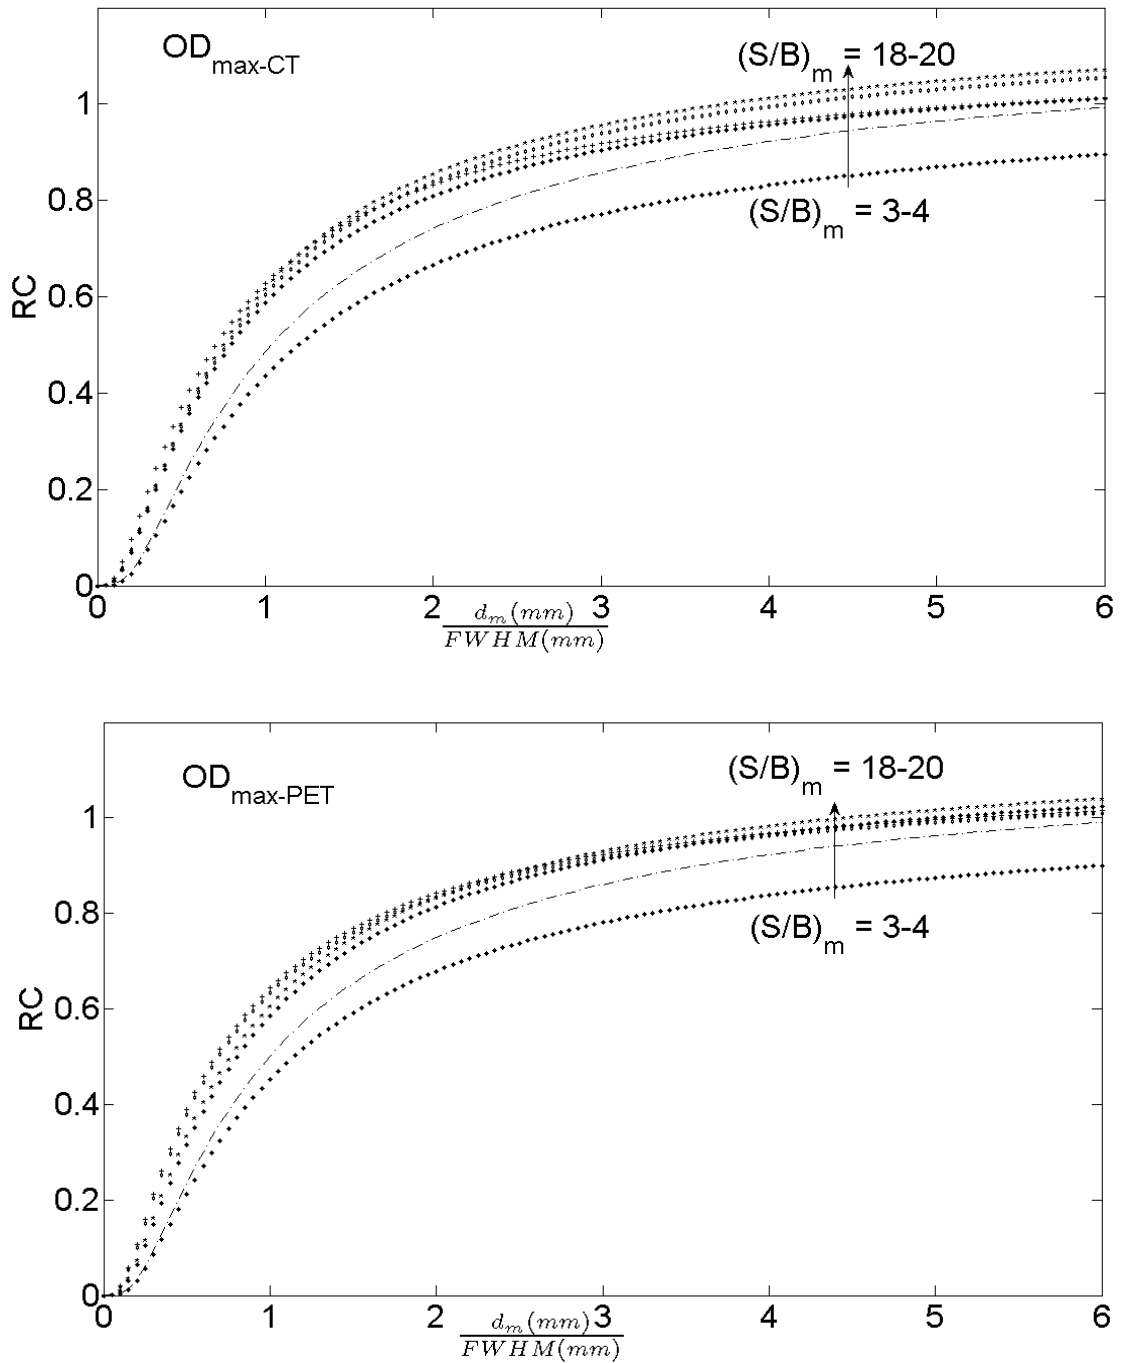 OD max-CT
(S/B)m = 18-20
1
0.8
(S/B)m = 3-4
0.6
RC
0.4
0.2
0
0 1 2 3 4 5 6
dm(mm)
FWHM(mm)
OD max-PET
(S/B)m = 18-20
1
0.8
(S/B)m = 3-4
0.6
RC
0.4
0.2
0
0 1 2 3 4 5 6
dm(mm)
FWHM(mm)